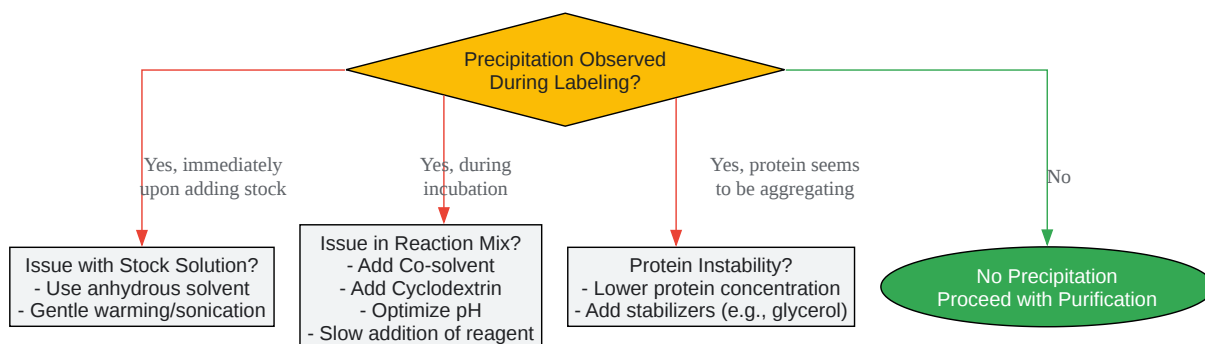 Precipitation Observed
During Labeling?
Yes, immediately
upon adding stock
Yes, during
incubation
Yes, protein seems
to be aggregating
No
Issue with Stock Solution?
- Use anhydrous solvent
- Gentle warming/sonication
Issue in Reaction Mix?
- Add Co-solvent
- Add Cyclodextrin
- Optimize pH
- Slow addition of reagent
Protein Instability?
- Lower protein concentration
- Add stabilizers (e.g., glycerol)
No Precipitation
Proceed with Purification